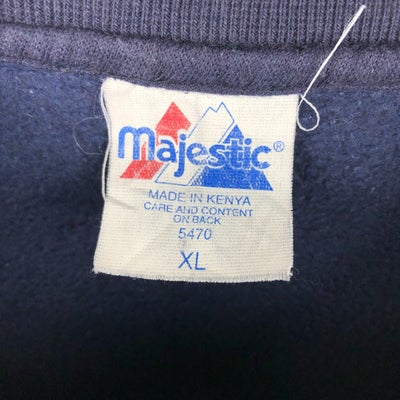 majestic®
MADE IN KENYA
CARE AND CONTENT
ON BACK
5470
XL